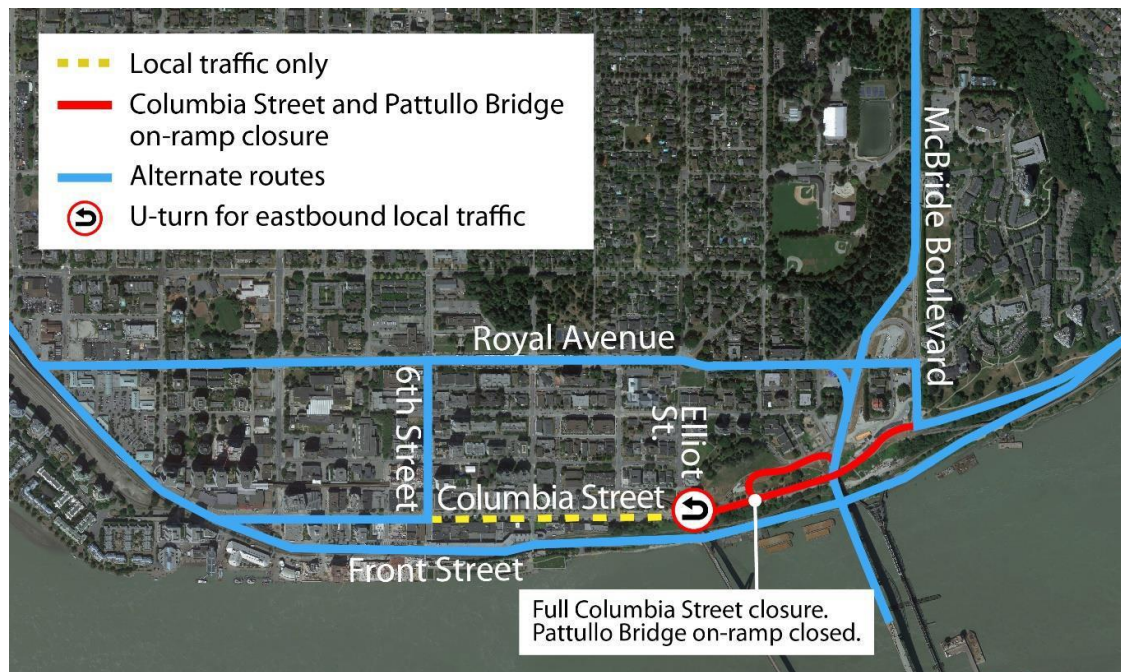 Local traffic only
Columbia Street and Pattullo Bridge
on-ramp closure
Alternate routes
U-turn for eastbound local traffic
McBride Boulevard
Royal Avenue
6th Street
Elliot
St.
Columbia Street
Front Street
Full Columbia Street closure.
Pattullo Bridge on-ramp closed.